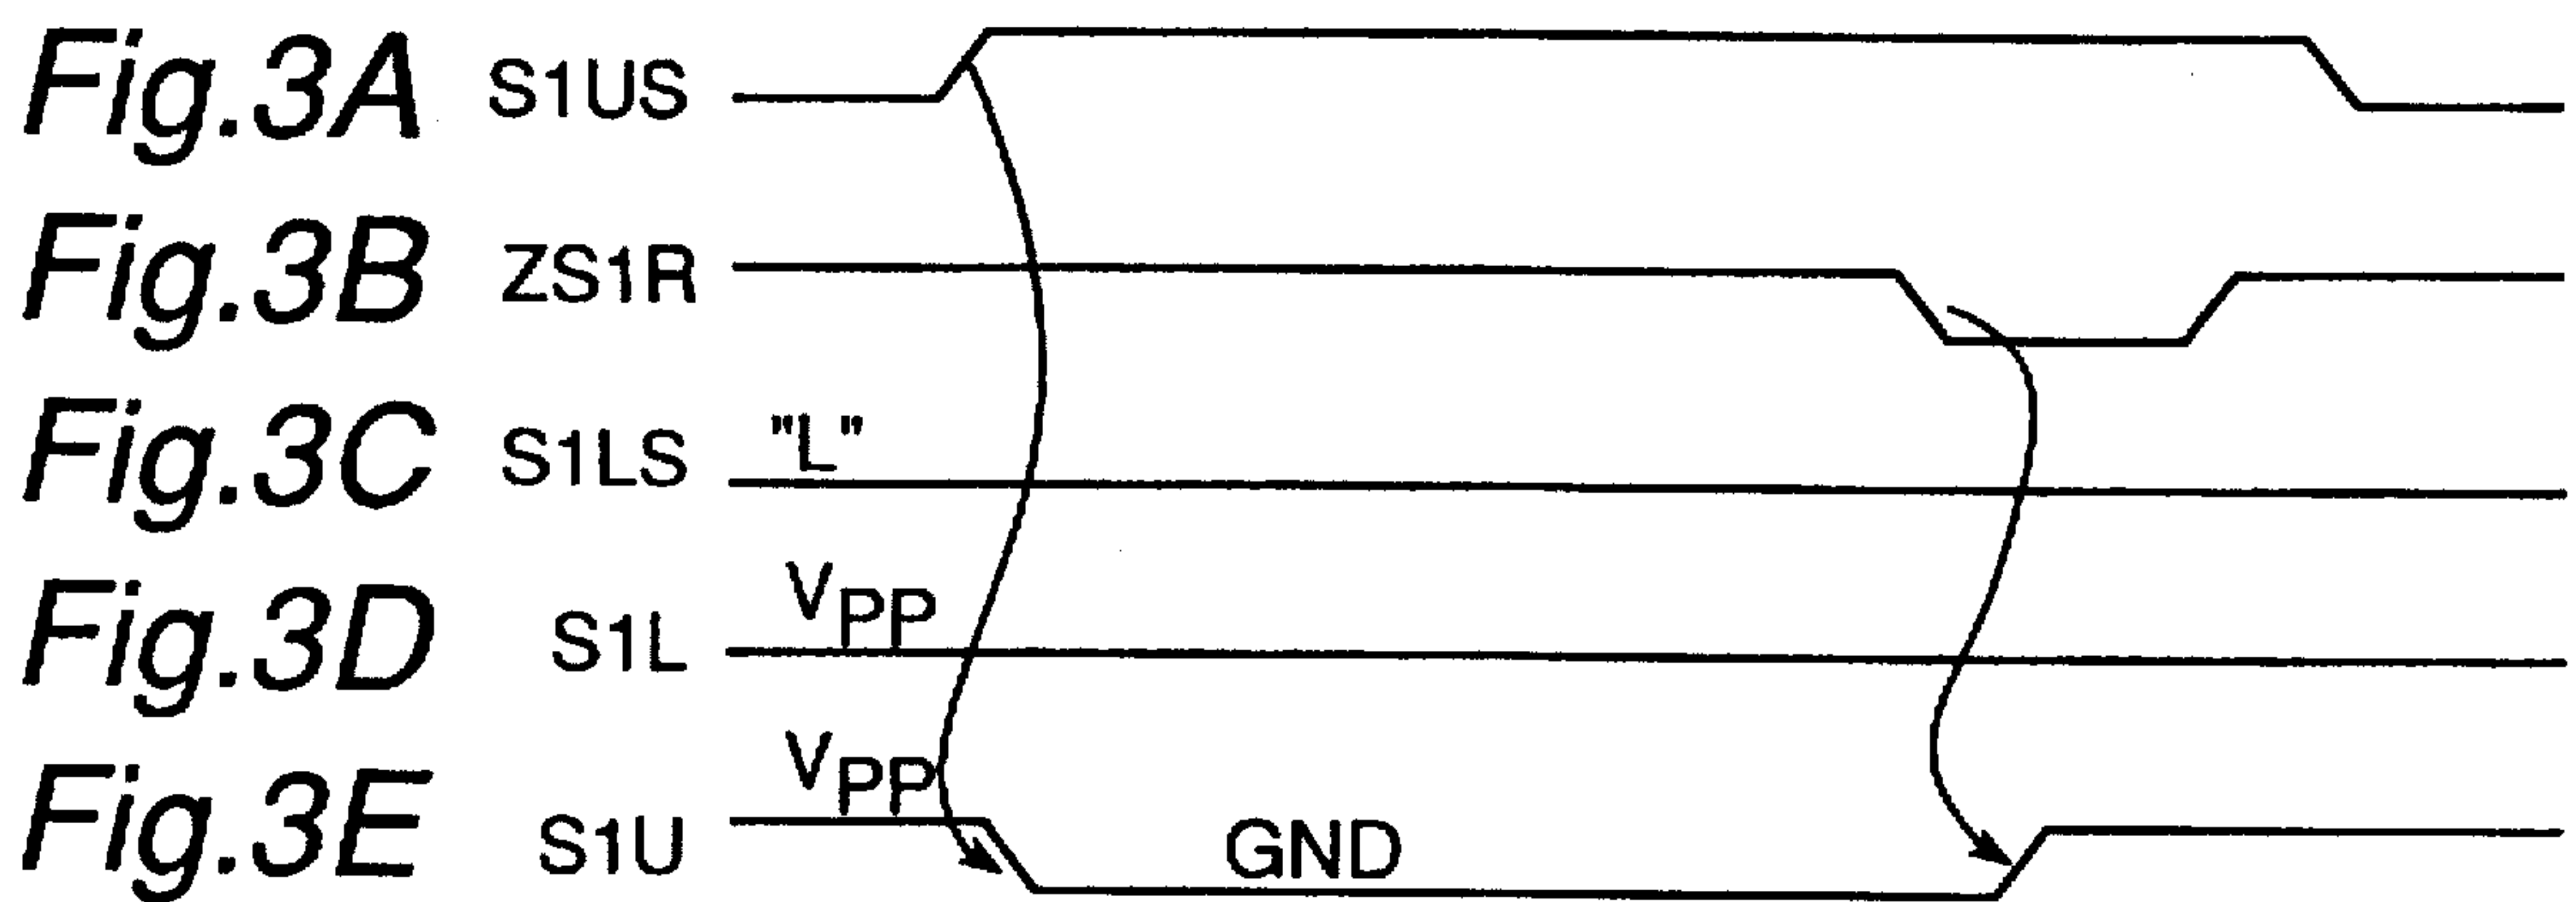 Fig.3A S1US
Fig.3B ZS1R
Fig.3C S1LS "L"
Fig.3D S1L VPP
Fig.3E S1U VPP GND